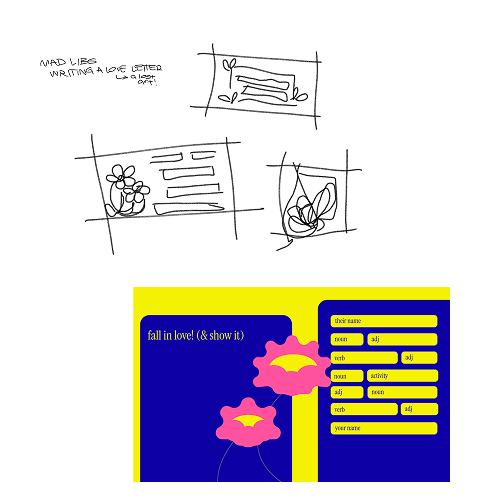 MAD LIBS
WRITING A LOVE LETTER
↳ a lost
art!
fall in love! (& show it)
their name
noun adj
verb adj
noun activity
adj noun
verb adj
your name